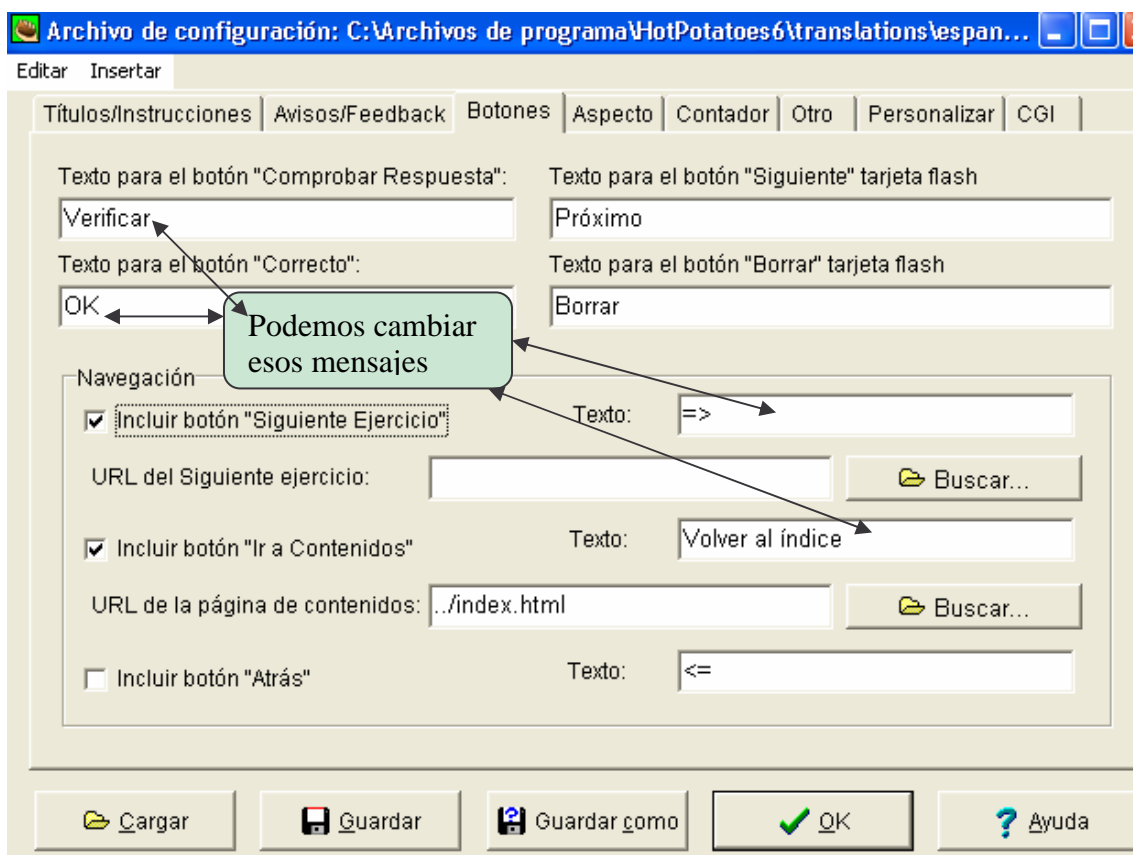 Archivo de configuración: C:\Archivos de programa\HotPotatoes6\translations\espan...
Editar Insertar
Títulos/Instrucciones Avisos/Feedback Botones Aspecto Contador Otro Personalizar CGI
Texto para el botón "Comprobar Respuesta": Texto para el botón "Siguiente" tarjeta flash
Verificar Próximo
Texto para el botón "Correcto": Texto para el botón "Borrar" tarjeta flash
OK Borrar
Podemos cambiar
esos mensajes
Navegación
Incluir botón "Siguiente Ejercicio" Texto: =>
URL del Siguiente ejercicio: Buscar...
Incluir botón "Ir a Contenidos" Texto: Volver al índice
URL de la página de contenidos: ../index.html Buscar...
Incluir botón "Atrás" Texto: <=
Cargar Guardar Guardar como OK Ayuda